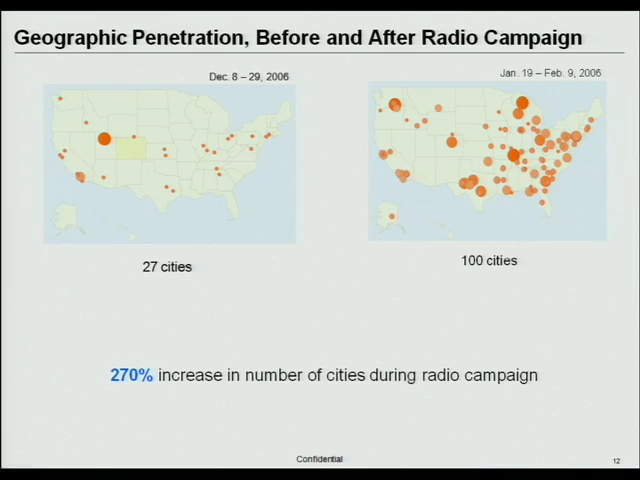 Geographic Penetration, Before and After Radio Campaign
Dec. 8 – 29, 2006
Jan. 19 – Feb. 9, 2006
27 cities
100 cities
270% increase in number of cities during radio campaign
Confidential
12